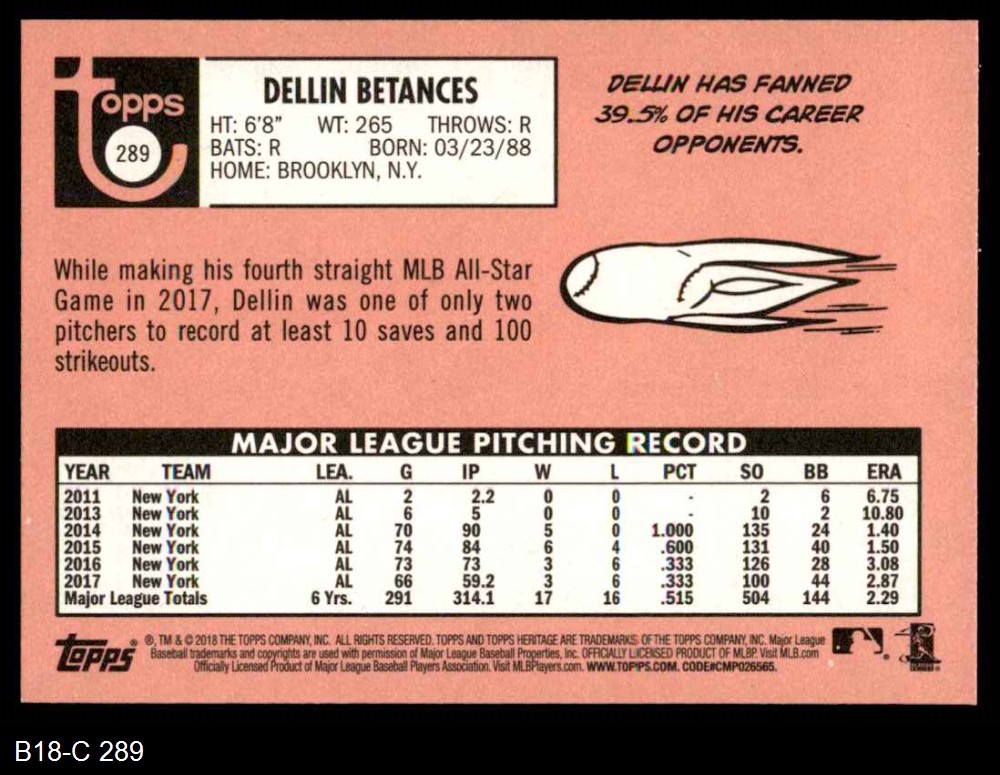 Topps
289
DELLIN BETANCES
HT: 6'8" WT: 265 THROWS: R
BATS: R BORN: 03/23/88
HOME: BROOKLYN, N.Y.
DELLIN HAS FANNED
39.5% OF HIS CAREER
OPPONENTS.
While making his fourth straight MLB All-Star
Game in 2017, Dellin was one of only two
pitchers to record at least 10 saves and 100
strikeouts.
MAJOR LEAGUE PITCHING RECORD
YEAR TEAM LEA. G IP W L PCT SO BB ERA
2011 New York AL 2 2.2 0 0 - 2 6 6.75
2013 New York AL 6 5 0 0 - 10 2 10.80
2014 New York AL 70 90 5 0 1.000 135 24 1.40
2015 New York AL 74 84 6 4 .600 131 40 1.50
2016 New York AL 73 73 3 6 .333 126 28 3.08
2017 New York AL 66 59.2 3 6 .333 100 44 2.87
Major League Totals 6 Yrs. 291 314.1 17 16 .515 504 144 2.29
Topps
®, TM & © 2018 THE TOPPS COMPANY, INC. ALL RIGHTS RESERVED. TOPPS AND TOPPS HERITAGE ARE TRADEMARKS OF THE TOPPS COMPANY, INC. Major League
Baseball trademarks and copyrights are used with permission of Major League Baseball Properties, Inc. OFFICIALLY LICENSED PRODUCT OF MLBP. Visit MLB.com
Officially Licensed Product of Major League Baseball Players Association. Visit MLBPlayers.com. WWW.TOPPS.COM. CODE#CMP026565.
B18-C 289